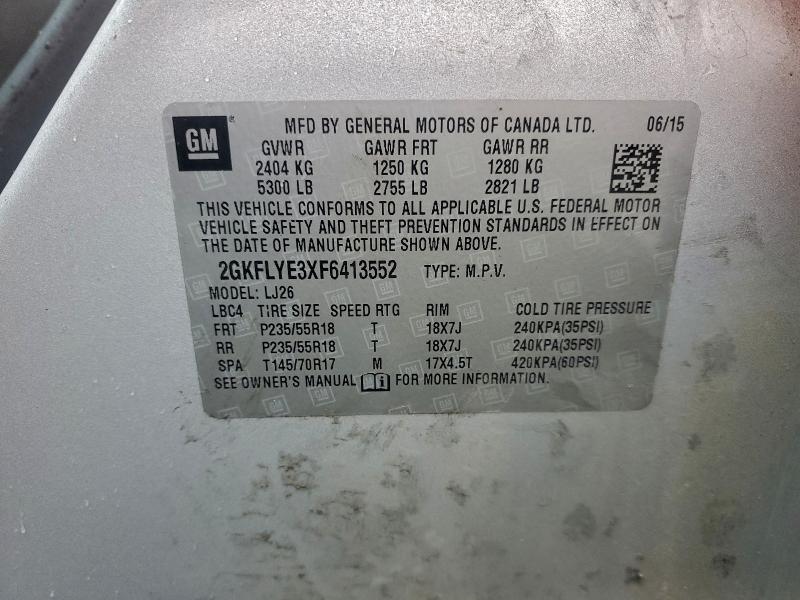 GM
MFD BY GENERAL MOTORS OF CANADA LTD. 06/15
GVWR GAWR FRT GAWR RR
2404 KG 1250 KG 1280 KG
5300 LB 2755 LB 2821 LB
THIS VEHICLE CONFORMS TO ALL APPLICABLE U.S. FEDERAL MOTOR
VEHICLE SAFETY AND THEFT PREVENTION STANDARDS IN EFFECT ON
THE DATE OF MANUFACTURE SHOWN ABOVE.
2GKFLYE3XF6413552 TYPE: M.P.V.
MODEL: LJ26
LBC4 TIRE SIZE SPEED RTG RIM COLD TIRE PRESSURE
FRT P235/55R18 T 18X7J 240KPA(35PSI)
RR P235/55R18 T 18X7J 240KPA(35PSI)
SPA T145/70R17 M 17X4.5T 420KPA(60PSI)
SEE OWNER'S MANUAL FOR MORE INFORMATION.